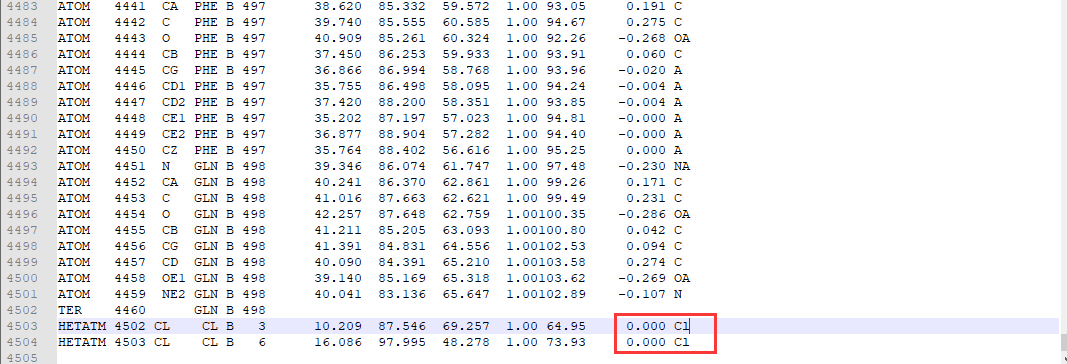 4483 ATOM   4441  CA  PHE B 497      38.620  85.332  59.572  1.00 93.05     0.191 C
4484 ATOM   4442  C   PHE B 497      39.740  85.555  60.585  1.00 94.67     0.275 C
4485 ATOM   4443  O   PHE B 497      40.909  85.261  60.324  1.00 92.26    -0.268 OA
4486 ATOM   4444  CB  PHE B 497      37.450  86.253  59.933  1.00 93.91     0.060 C
4487 ATOM   4445  CG  PHE B 497      36.866  86.994  58.768  1.00 93.96    -0.020 A
4488 ATOM   4446  CD1 PHE B 497      35.755  86.498  58.095  1.00 94.24    -0.004 A
4489 ATOM   4447  CD2 PHE B 497      37.420  88.200  58.351  1.00 93.85    -0.004 A
4490 ATOM   4448  CE1 PHE B 497      35.202  87.197  57.023  1.00 94.81    -0.000 A
4491 ATOM   4449  CE2 PHE B 497      36.877  88.904  57.282  1.00 94.40    -0.000 A
4492 ATOM   4450  CZ  PHE B 497      35.764  88.402  56.616  1.00 95.25     0.000 A
4493 ATOM   4451  N   GLN B 498      39.346  86.074  61.747  1.00 97.48    -0.230 NA
4494 ATOM   4452  CA  GLN B 498      40.241  86.370  62.861  1.00 99.26     0.171 C
4495 ATOM   4453  C   GLN B 498      41.016  87.663  62.621  1.00 99.49     0.231 C
4496 ATOM   4454  O   GLN B 498      42.257  87.648  62.759  1.00100.35    -0.286 OA
4497 ATOM   4455  CB  GLN B 498      41.211  85.205  63.093  1.00100.80     0.042 C
4498 ATOM   4456  CG  GLN B 498      41.391  84.831  64.556  1.00102.53     0.094 C
4499 ATOM   4457  CD  GLN B 498      40.090  84.391  65.210  1.00103.58     0.274 C
4500 ATOM   4458  OE1 GLN B 498      39.140  85.169  65.318  1.00103.62    -0.269 OA
4501 ATOM   4459  NE2 GLN B 498      40.041  83.136  65.647  1.00102.89    -0.107 N
4502 TER    4460      GLN B 498
4503 HETATM 4502 CL    CL B   3      10.209  87.546  69.257  1.00 64.95     0.000 Cl
4504 HETATM 4503 CL    CL B   6      16.086  97.995  48.278  1.00 73.93     0.000 Cl
4505